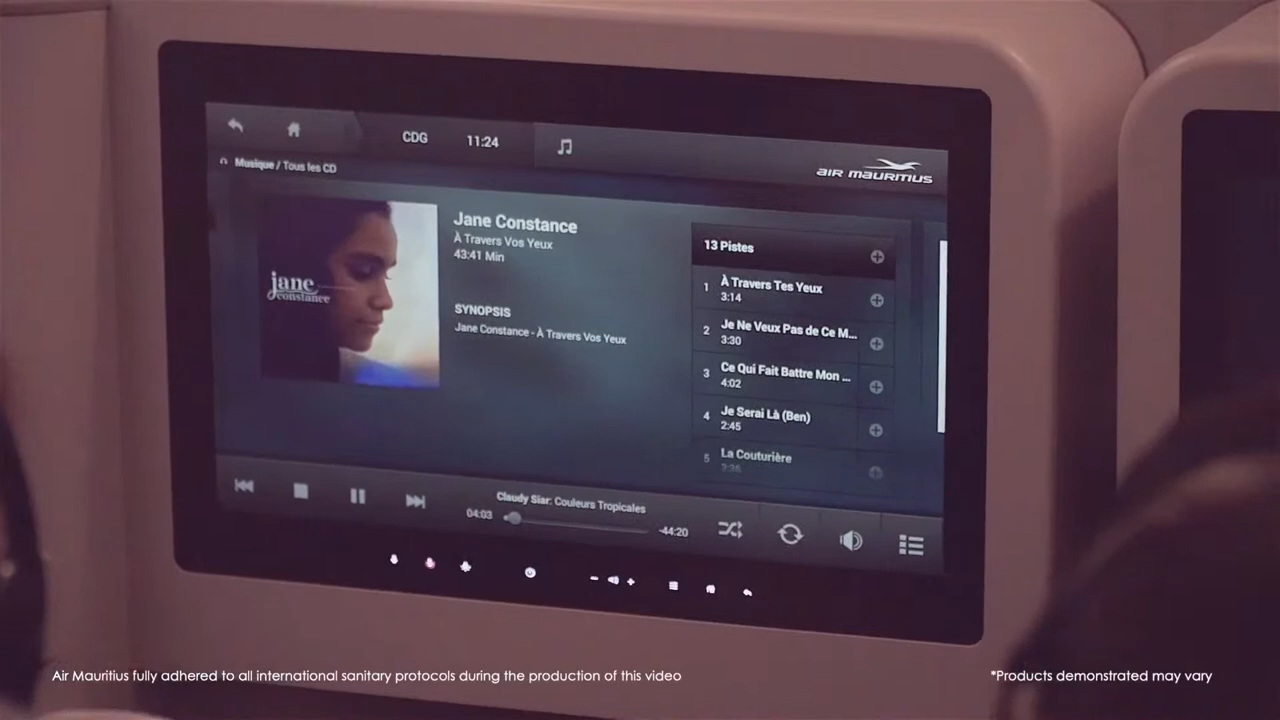 CDG 11:24
AIR MAURITIUS
Musique / Tous les CD
jane
constance
Jane Constance
À Travers Vos Yeux
43:41 Min
SYNOPSIS
Jane Constance - À Travers Vos Yeux
13 Pistes
1 À Travers Tes Yeux
3:14
2 Je Ne Veux Pas de Ce M...
3:30
3 Ce Qui Fait Battre Mon ...
4:02
4 Je Serai Là (Ben)
2:45
5 La Couturière
3:36
Claudy Siar: Couleurs Tropicales
04:03 -44:20
Air Mauritius fully adhered to all international sanitary protocols during the production of this video
*Products demonstrated may vary